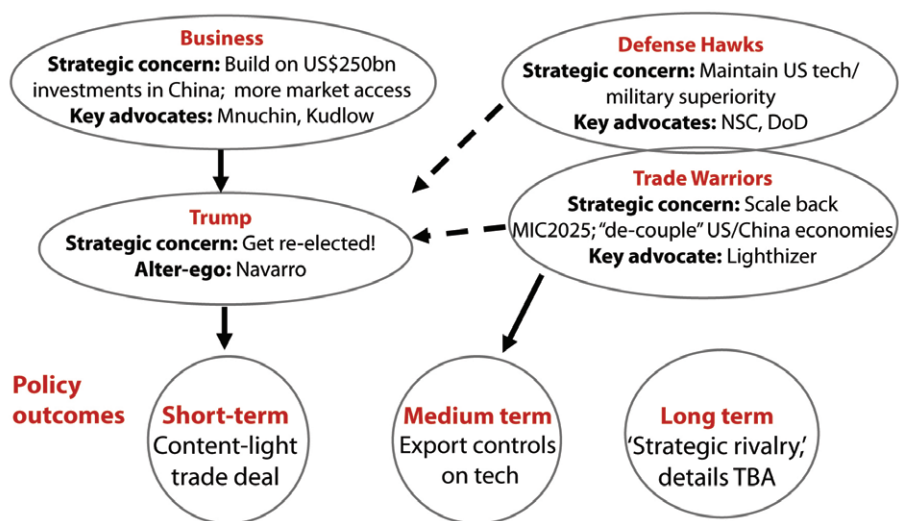 Business
Strategic concern: Build on US$250bn
investments in China; more market access
Key advocates: Mnuchin, Kudlow
Defense Hawks
Strategic concern: Maintain US tech/
military superiority
Key advocates: NSC, DoD
Trump
Strategic concern: Get re-elected!
Alter-ego: Navarro
Trade Warriors
Strategic concern: Scale back
MIC2025; “de-couple” US/China economies
Key advocate: Lighthizer
Policy
outcomes
Short-term
Content-light
trade deal
Medium term
Export controls
on tech
Long term
‘Strategic rivalry,’
details TBA